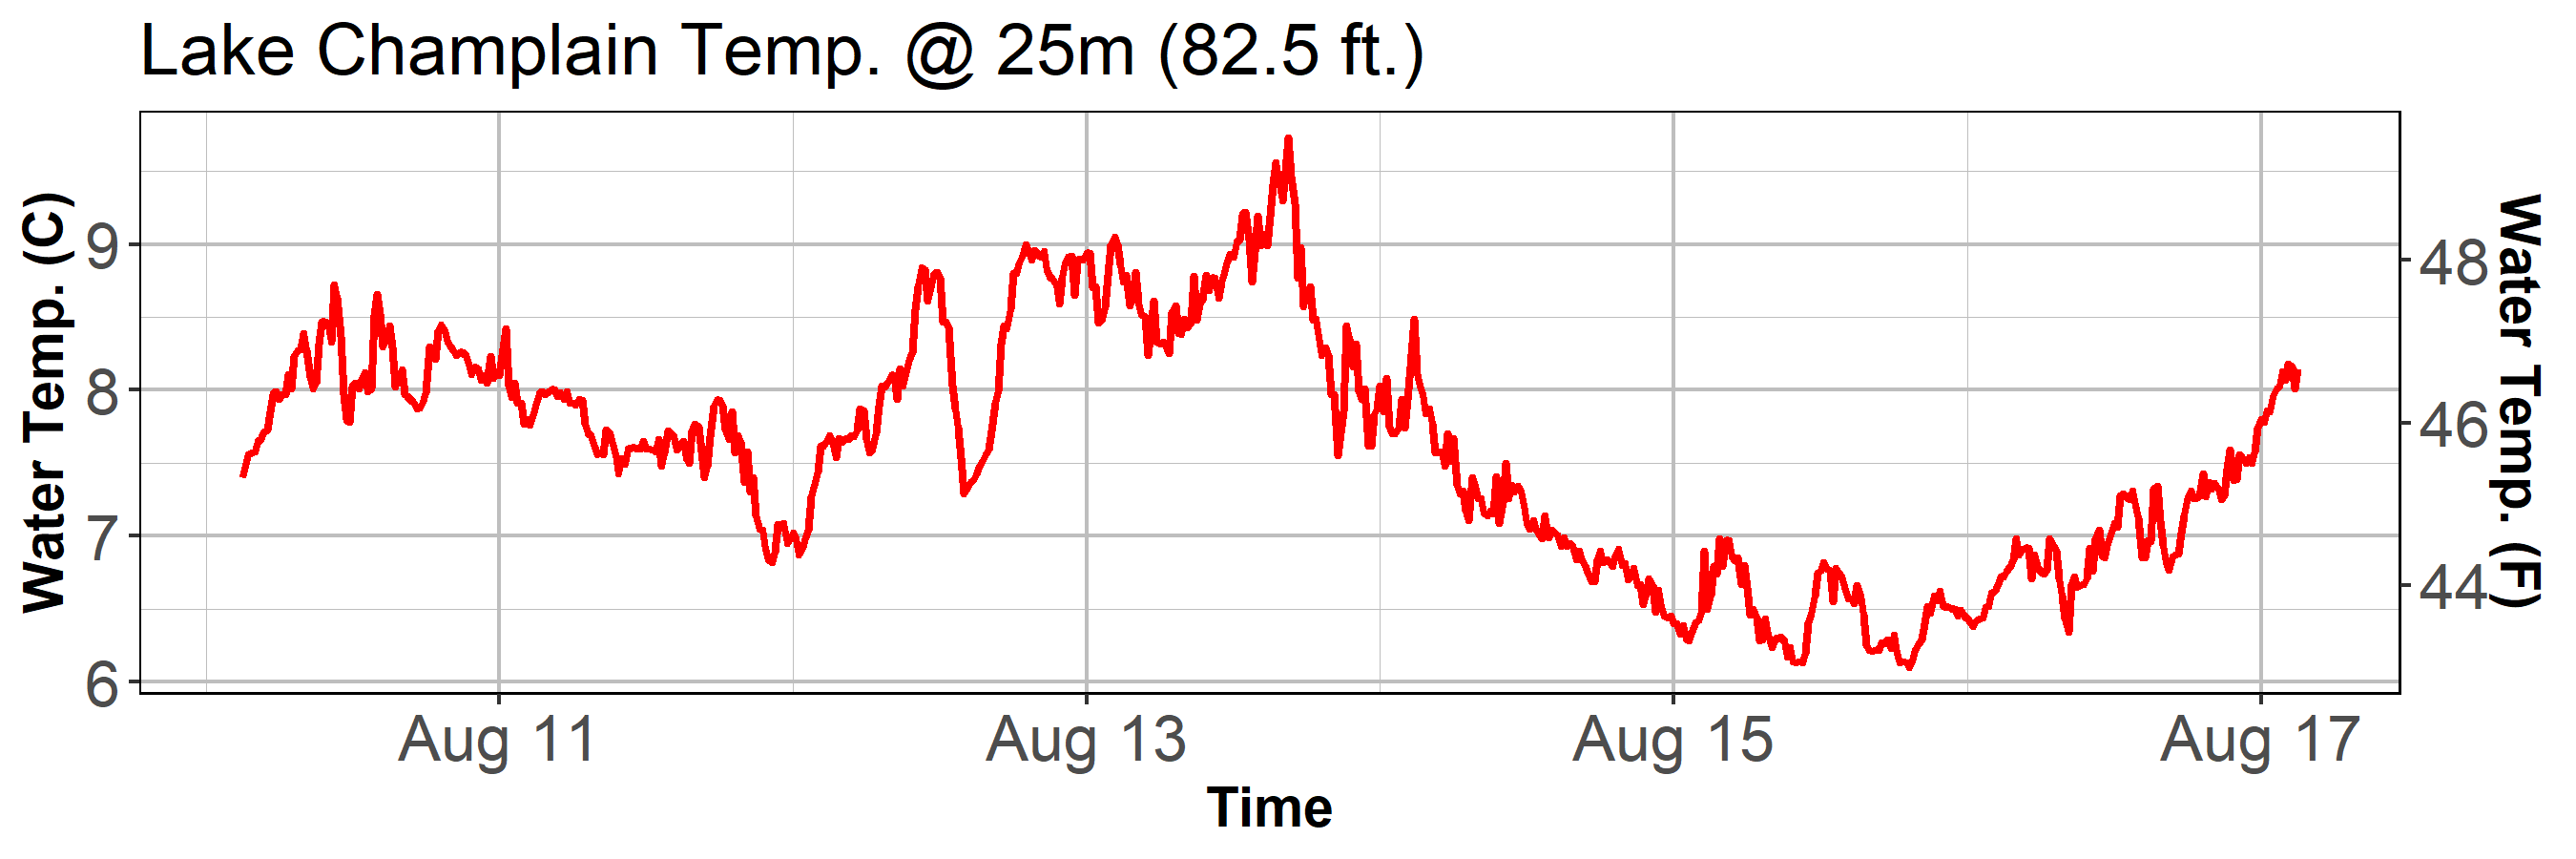 Lake Champlain Temp. @ 25m (82.5 ft.)
Water Temp. (C)
9
8
7
6
48
46
44
Water Temp. (F)
Aug 11
Aug 13
Aug 15
Aug 17
Time